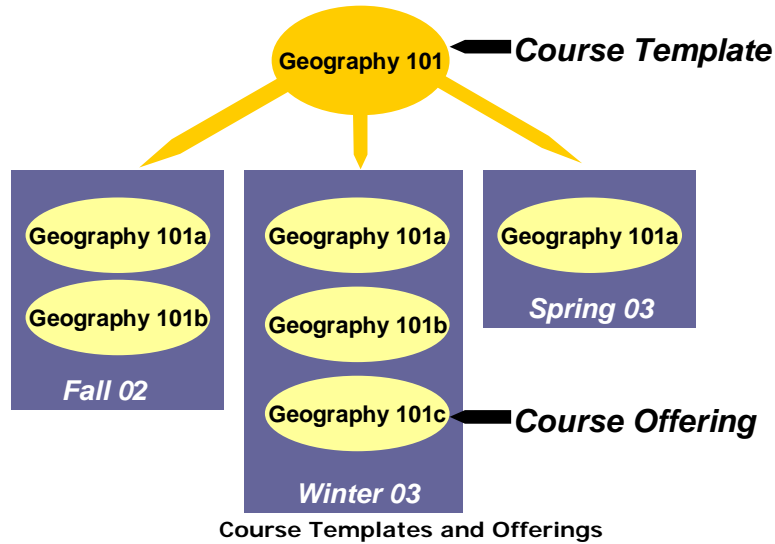 Geography 101
Course Template
Geography 101a
Geography 101b
Fall 02
Geography 101a
Geography 101b
Geography 101c
Course Offering
Winter 03
Geography 101a
Spring 03
Course Templates and Offerings